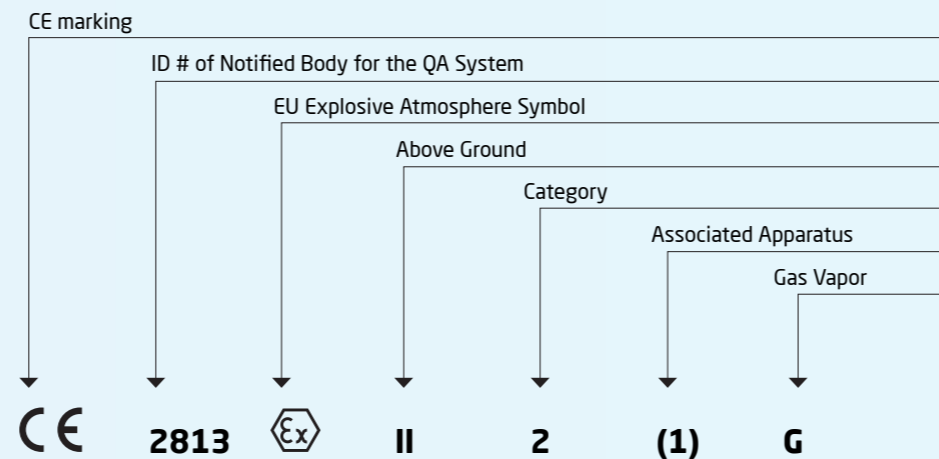 CE marking
ID # of Notified Body for the QA System
EU Explosive Atmosphere Symbol
Above Ground
Category
Associated Apparatus
Gas Vapor
CE 2813 Ex II 2 (1) G